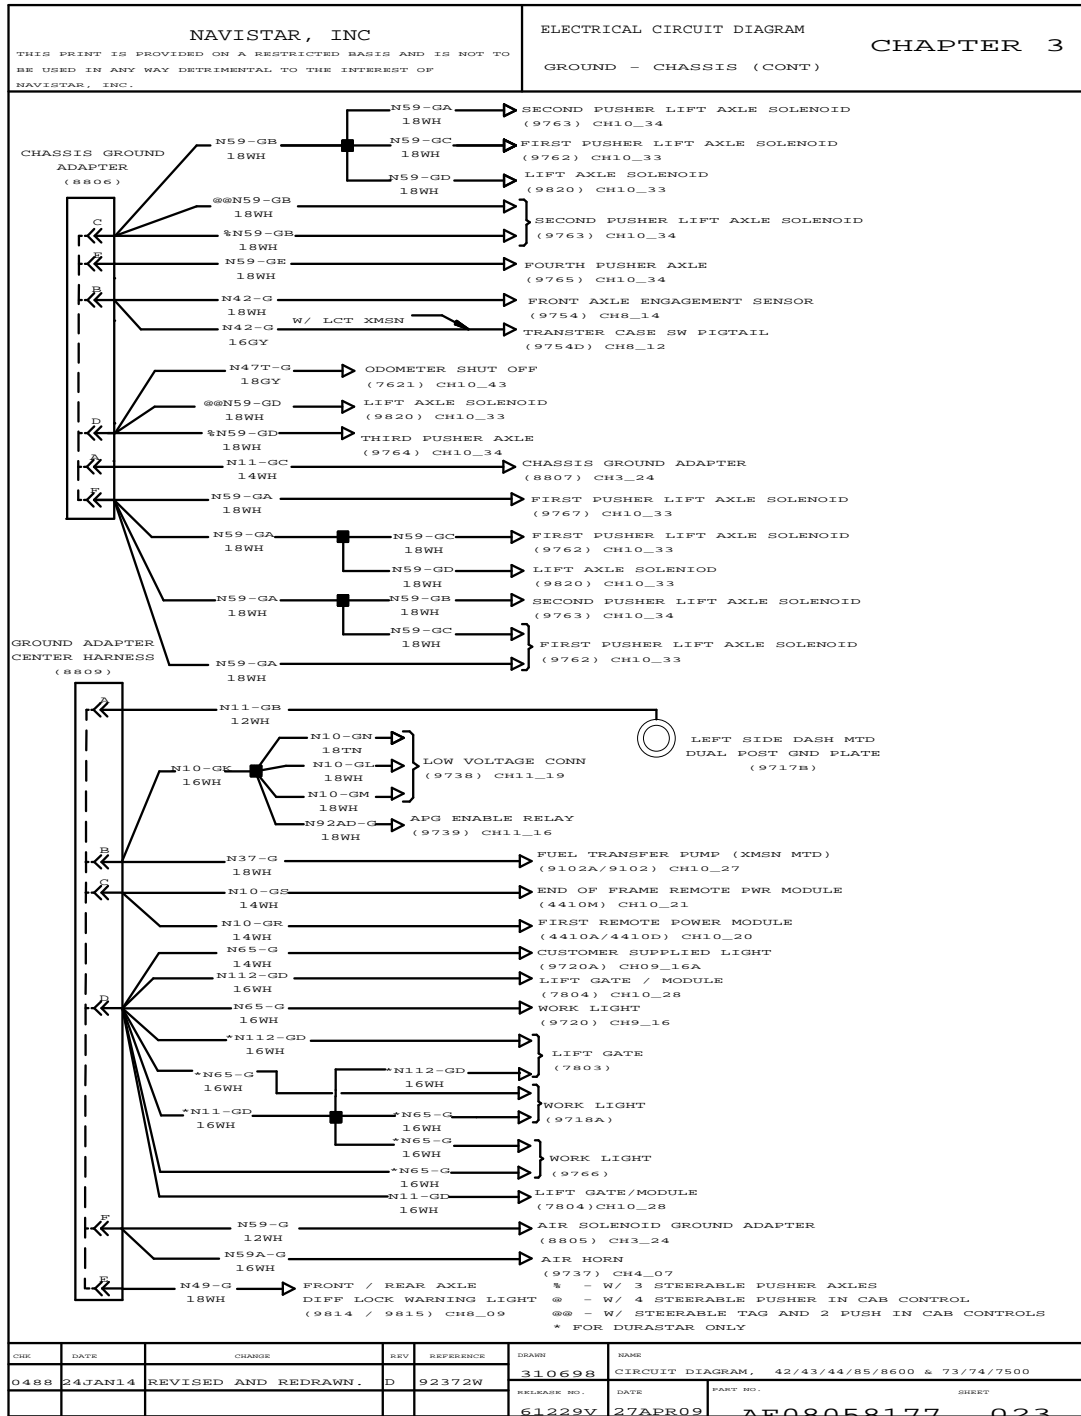 NAVISTAR, INC
THIS PRINT IS PROVIDED ON A RESTRICTED BASIS AND IS NOT TO
BE USED IN ANY WAY DETRIMENTAL TO THE INTEREST OF
NAVISTAR, INC.
ELECTRICAL CIRCUIT DIAGRAM
GROUND - CHASSIS (CONT)
CHAPTER 3
CHASSIS GROUND
ADAPTER
(8806)
N59-GA
18WH
SECOND PUSHER LIFT AXLE SOLENOID
(9763) CH10_34
N59-GB
18WH
N59-GC
18WH
FIRST PUSHER LIFT AXLE SOLENOID
(9762) CH10_33
N59-GD
18WH
LIFT AXLE SOLENOID
(9820) CH10_33
C
@@N59-GB
18WH
%N59-GB
18WH
SECOND PUSHER LIFT AXLE SOLENOID
(9763) CH10_34
E
N59-GE
18WH
FOURTH PUSHER AXLE
(9765) CH10_34
B
N42-G
18WH
FRONT AXLE ENGAGEMENT SENSOR
(9754) CH8_14
N42-G
16GY
W/ LCT XMSN
TRANSTER CASE SW PIGTAIL
(9754D) CH8_12
N47T-G
18GY
ODOMETER SHUT OFF
(7621) CH10_43
@@N59-GD
18WH
LIFT AXLE SOLENOID
(9820) CH10_33
D
%N59-GD
18WH
THIRD PUSHER AXLE
(9764) CH10_34
A
N11-GC
14WH
CHASSIS GROUND ADAPTER
(8807) CH3_24
F
N59-GA
18WH
FIRST PUSHER LIFT AXLE SOLENOID
(9767) CH10_33
N59-GA
18WH
N59-GC
18WH
FIRST PUSHER LIFT AXLE SOLENOID
(9762) CH10_33
N59-GD
18WH
LIFT AXLE SOLENIOD
(9820) CH10_33
N59-GA
18WH
N59-GB
18WH
SECOND PUSHER LIFT AXLE SOLENOID
(9763) CH10_34
N59-GC
18WH
FIRST PUSHER LIFT AXLE SOLENOID
(9762) CH10_33
N59-GA
18WH
GROUND ADAPTER
CENTER HARNESS
(8809)
A
N11-GB
12WH
LEFT SIDE DASH MTD
DUAL POST GND PLATE
(9717B)
N10-GK
16WH
N10-GN
18TN
N10-GL
18WH
N10-GM
18WH
LOW VOLTAGE CONN
(9738) CH11_19
N92AD-G
18WH
APG ENABLE RELAY
(9739) CH11_16
B
N37-G
18WH
FUEL TRANSFER PUMP (XMSN MTD)
(9102A/9102) CH10_27
C
N10-GS
14WH
END OF FRAME REMOTE PWR MODULE
(4410M) CH10_21
N10-GR
14WH
FIRST REMOTE POWER MODULE
(4410A/4410D) CH10_20
N65-G
14WH
CUSTOMER SUPPLIED LIGHT
(9720A) CH09_16A
N112-GD
16WH
LIFT GATE / MODULE
(7804) CH10_28
D
N65-G
16WH
WORK LIGHT
(9720) CH9_16
*N112-GD
16WH
LIFT GATE
(7803)
*N65-G
16WH
*N112-GD
16WH
*N11-GD
16WH
*N65-G
16WH
WORK LIGHT
(9718A)
*N65-G
16WH
*N65-G
16WH
WORK LIGHT
(9766)
N11-GD
16WH
LIFT GATE/MODULE
(7804)CH10_28
F
N59-G
12WH
AIR SOLENOID GROUND ADAPTER
(8805) CH3_24
N59A-G
16WH
AIR HORN
(9737) CH4_07
E
N49-G
18WH
FRONT / REAR AXLE
DIFF LOCK WARNING LIGHT
(9814 / 9815) CH8_09
% - W/ 3 STEERABLE PUSHER AXLES
@ - W/ 4 STEERABLE PUSHER IN CAB CONTROL
@@ - W/ STEERABLE TAG AND 2 PUSH IN CAB CONTROLS
* FOR DURASTAR ONLY
CHK DATE CHANGE REV REFERENCE
0488 24JAN14 REVISED AND REDRAWN. D 92372W
DRAWN
310698
NAME
CIRCUIT DIAGRAM, 42/43/44/85/8600 & 73/74/7500
RELEASE NO.
61229V
DATE
27APR09
PART NO.
AE08058177
SHEET
023